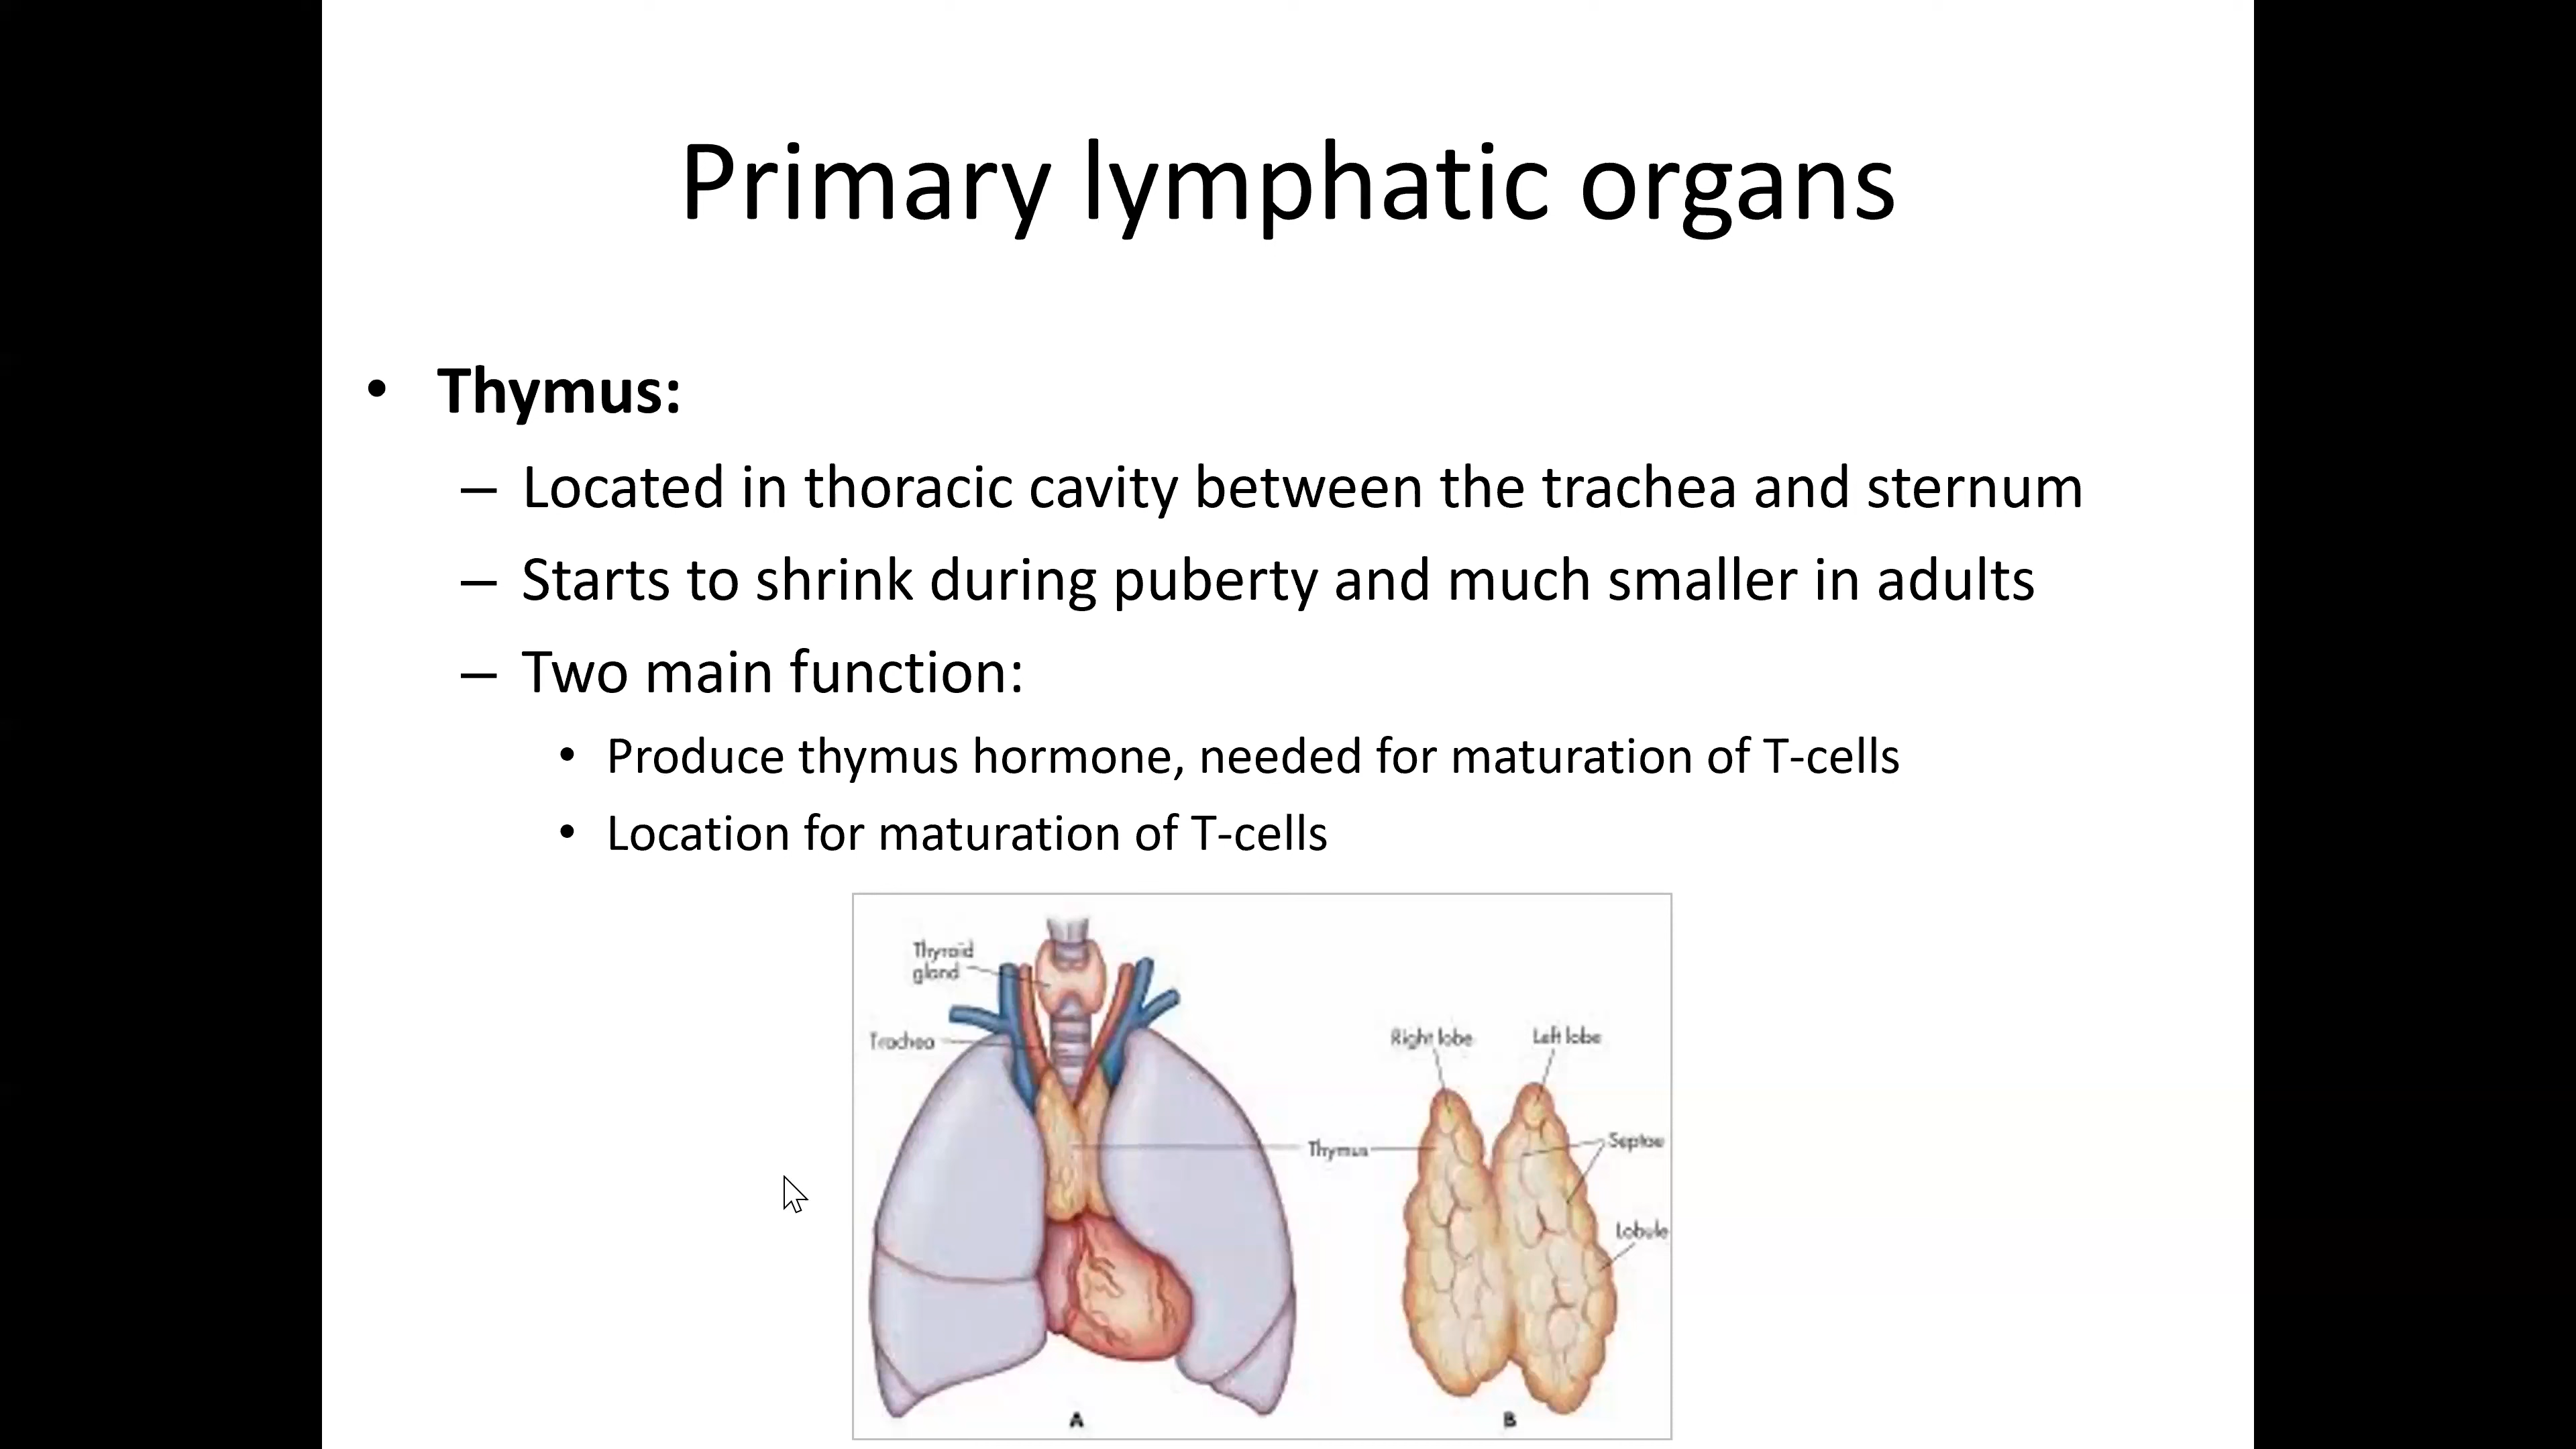 Primary lymphatic organs
• Thymus:
– Located in thoracic cavity between the trachea and sternum
– Starts to shrink during puberty and much smaller in adults
– Two main function:
• Produce thymus hormone, needed for maturation of T-cells
• Location for maturation of T-cells
Thyroid
gland
Trachea
Right lobe
Left lobe
Thymus
Septae
Lobule
A
B